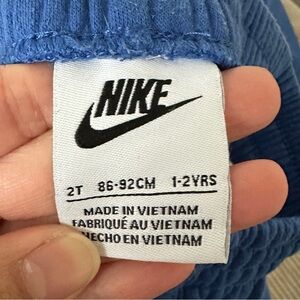 NIKE
2T 86-92CM 1-2YRS
MADE IN VIETNAM
FABRIQUÉ AU VIETNAM
HECHO EN VIETNAM